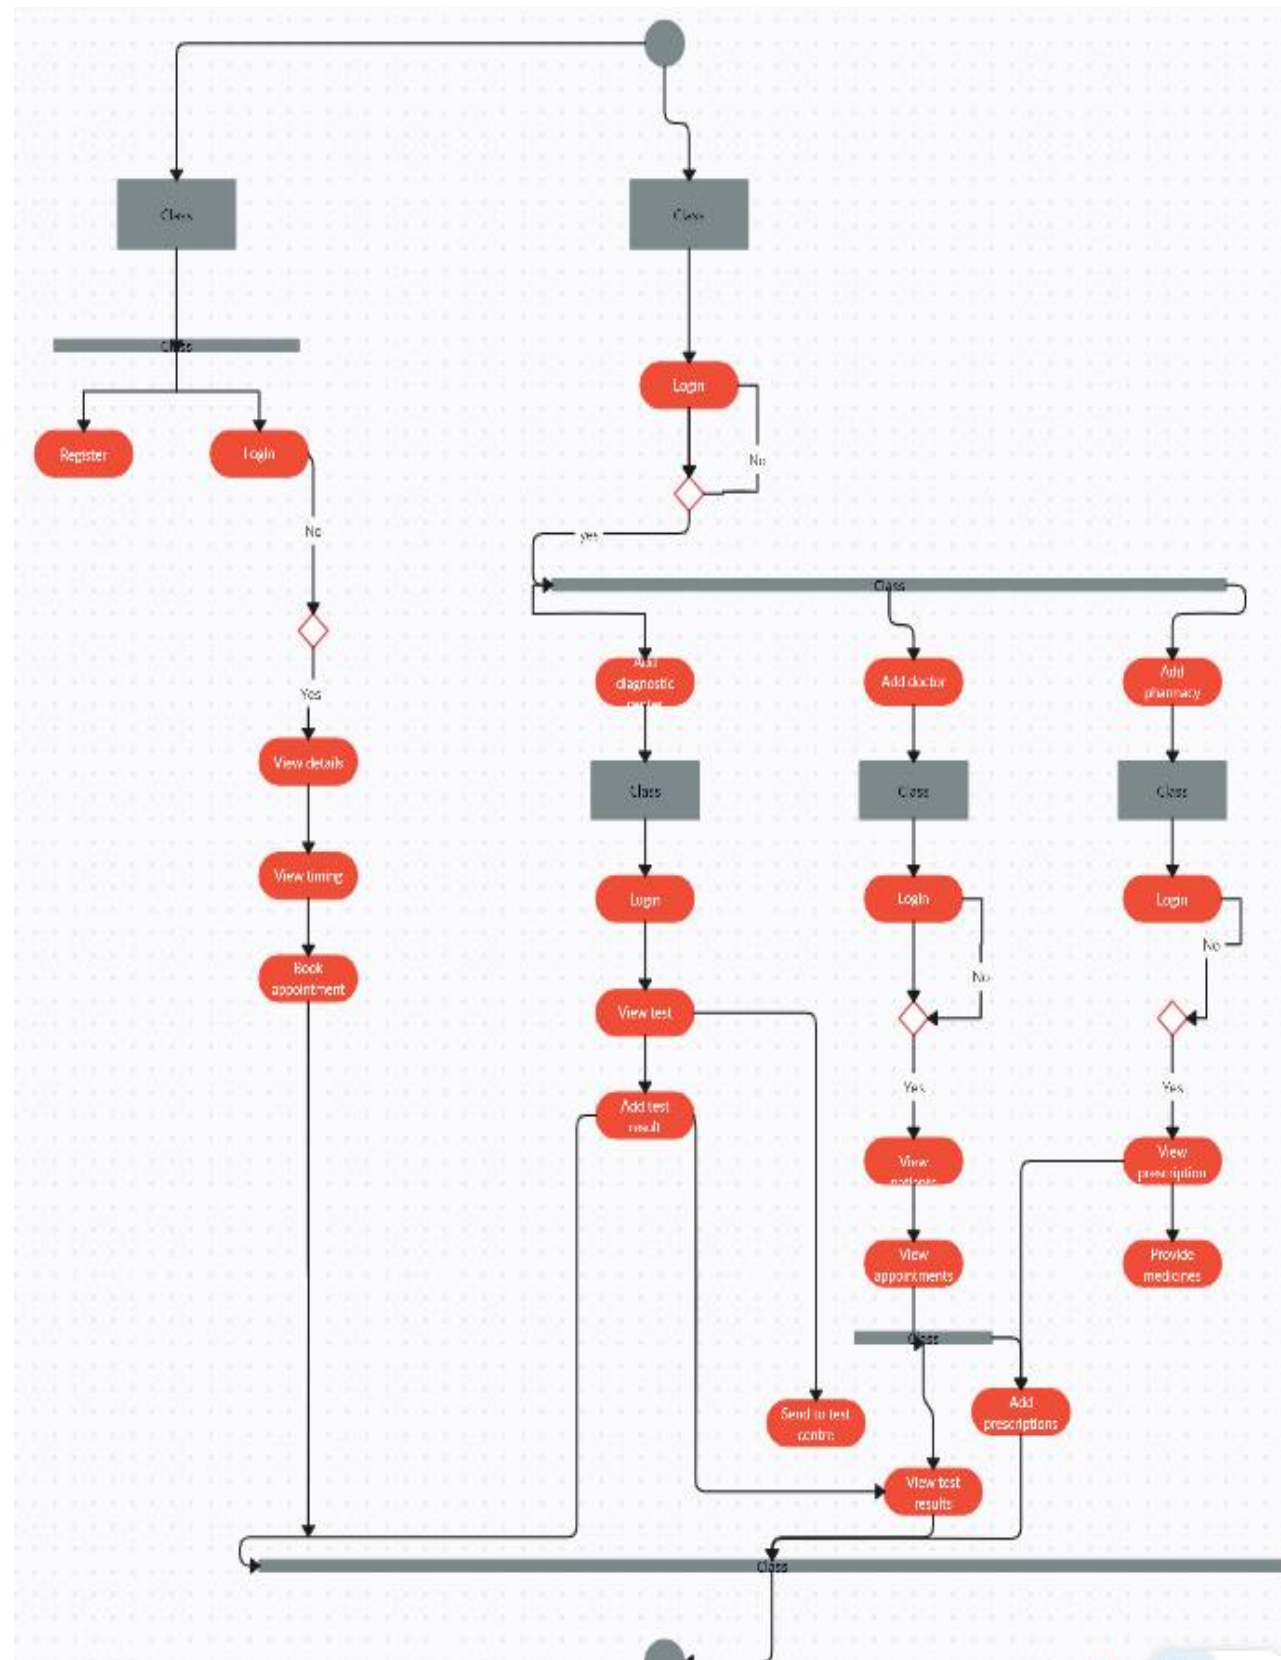 Class
Class
Class
Login
Register
Login
No
No
yes
Class
Yes
Add
diagnostic
Add doctor
Add
pharmacy
View details
Class
Class
Class
View timing
Login
Login
Login
No
Book
appointment
No
View test
Yes
Yes
Add test
result
View
patients
View
prescription
View
appointments
Provide
medicines
Class
Send to test
centre
Add
prescriptions
View test
results
Class